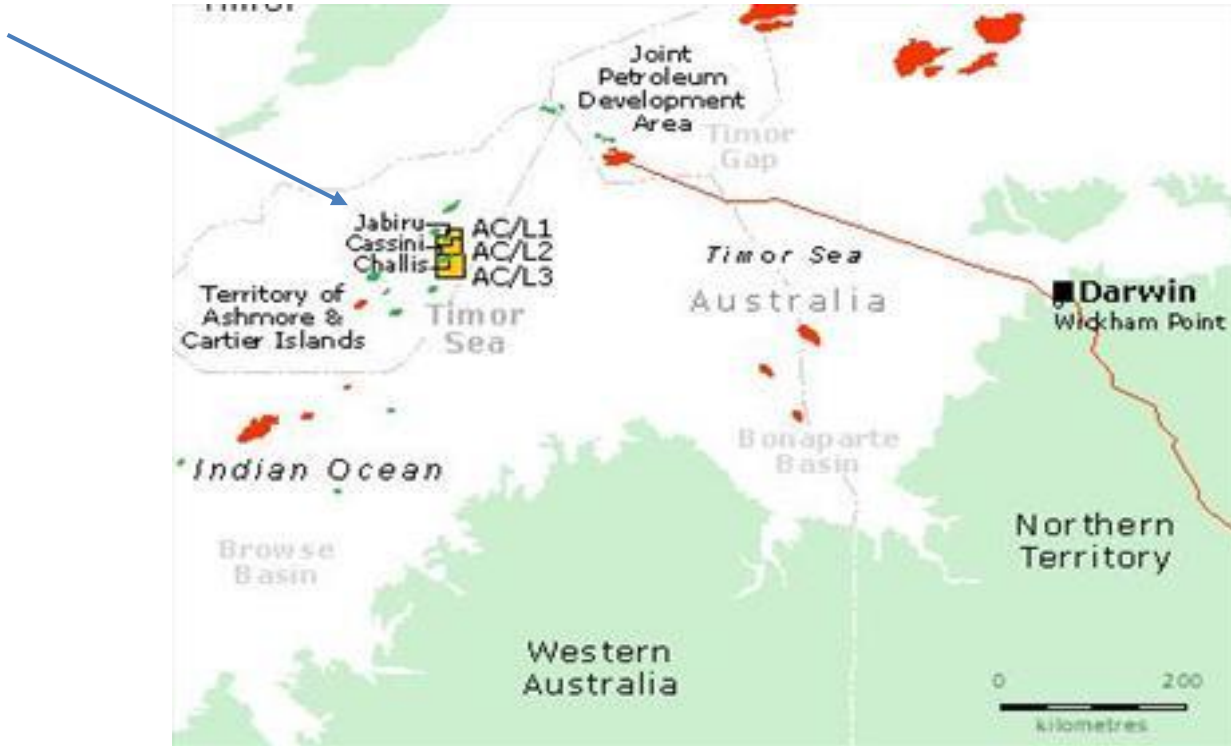 Timor
Joint
Petroleum
Development
Area
Timor
Gap
Jabiru
Cassini
Challis
AC/L1
AC/L2
AC/L3
Timor Sea
Australia
Territory of
Ashmore &
Cartier Islands
Timor
Sea
Darwin
Wickham Point
Indian Ocean
Bonaparte
Basin
Browse
Basin
Northern
Territory
Western
Australia
0 200
kilometres